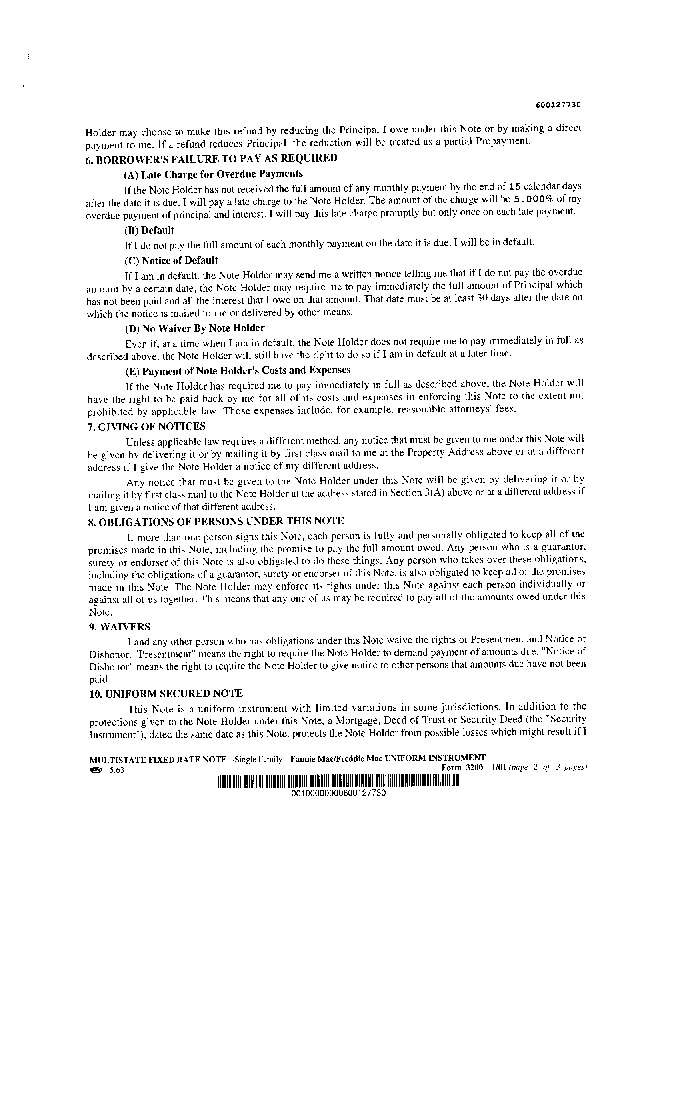 600127730
Holder may choose to make this refund by reducing the Principal I owe under this Note or by making a direct
payment to me. If a refund reduces Principal, the reduction will be treated as a partial Prepayment.
6. BORROWER'S FAILURE TO PAY AS REQUIRED
(A) Late Charge for Overdue Payments
If the Note Holder has not received the full amount of any monthly payment by the end of 15 calendar days
after the date it is due, I will pay a late charge to the Note Holder. The amount of the charge will be 5.000% of my
overdue payment of principal and interest. I will pay this late charge promptly but only once on each late payment.
(B) Default
If I do not pay the full amount of each monthly payment on the date it is due, I will be in default.
(C) Notice of Default
If I am in default, the Note Holder may send me a written notice telling me that if I do not pay the overdue
amount by a certain date, the Note Holder may require me to pay immediately the full amount of Principal which
has not been paid and all the interest that I owe on that amount. That date must be at least 30 days after the date on
which the notice is mailed to me or delivered by other means.
(D) No Waiver By Note Holder
Even if, at a time when I am in default, the Note Holder does not require me to pay immediately in full as
described above, the Note Holder will still have the right to do so if I am in default at a later time.
(E) Payment of Note Holder's Costs and Expenses
If the Note Holder has required me to pay immediately in full as described above, the Note Holder will
have the right to be paid back by me for all of its costs and expenses in enforcing this Note to the extent not
prohibited by applicable law. Those expenses include, for example, reasonable attorneys' fees.
7. GIVING OF NOTICES
Unless applicable law requires a different method, any notice that must be given to me under this Note will
be given by delivering it or by mailing it by first class mail to me at the Property Address above or at a different
address if I give the Note Holder a notice of my different address.
Any notice that must be given to the Note Holder under this Note will be given by delivering it or by
mailing it by first class mail to the Note Holder at the address stated in Section 3(A) above or at a different address if
I am given a notice of that different address.
8. OBLIGATIONS OF PERSONS UNDER THIS NOTE
If more than one person signs this Note, each person is fully and personally obligated to keep all of the
promises made in this Note, including the promise to pay the full amount owed. Any person who is a guarantor,
surety or endorser of this Note is also obligated to do these things. Any person who takes over these obligations,
including the obligations of a guarantor, surety or endorser of this Note, is also obligated to keep all of the promises
made in this Note. The Note Holder may enforce its rights under this Note against each person individually or
against all of us together. This means that any one of us may be required to pay all of the amounts owed under this
Note.
9. WAIVERS
I and any other person who has obligations under this Note waive the rights of Presentment and Notice of
Dishonor. "Presentment" means the right to require the Note Holder to demand payment of amounts due. "Notice of
Dishonor" means the right to require the Note Holder to give notice to other persons that amounts due have not been
paid.
10. UNIFORM SECURED NOTE
This Note is a uniform instrument with limited variations in some jurisdictions. In addition to the
protections given to the Note Holder under this Note, a Mortgage, Deed of Trust or Security Deed (the "Security
Instrument"), dated the same date as this Note, protects the Note Holder from possible losses which might result if I
MULTISTATE FIXED RATE NOTE Single Family Fannie Mae/Freddie Mac UNIFORM INSTRUMENT
5.63 Form 3200 1/01 (page 2 of 3 pages)